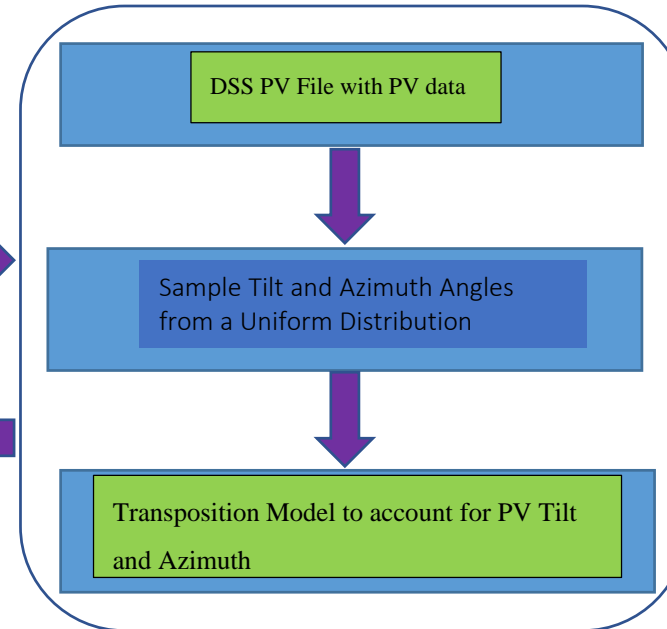 DSS PV File with PV data
Sample Tilt and Azimuth Angles
from a Uniform Distribution
Transposition Model to account for PV Tilt
and Azimuth